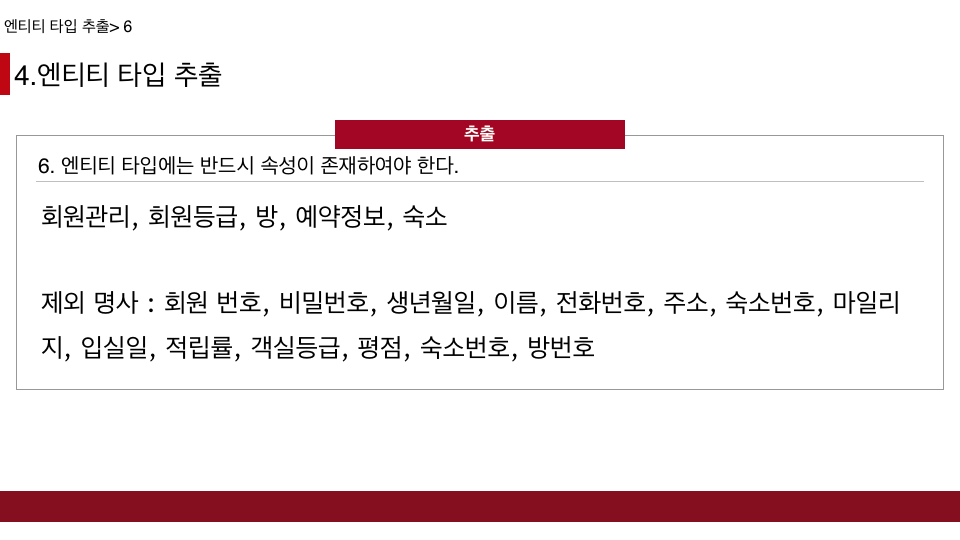 엔티티 타입 추출> 6
4.엔티티 타입 추출
추출
6. 엔티티 타입에는 반드시 속성이 존재하여야 한다.
회원관리, 회원등급, 방, 예약정보, 숙소
제외 명사 : 회원 번호, 비밀번호, 생년월일, 이름, 전화번호, 주소, 숙소번호, 마일리
지, 입실일, 적립률, 객실등급, 평점, 숙소번호, 방번호